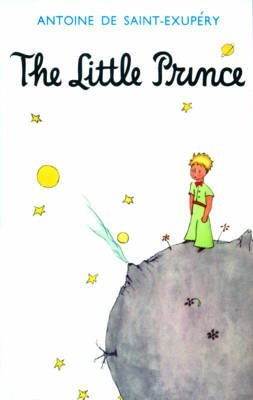 ANTOINE DE SAINT-EXUPÉRY
The Little Prince